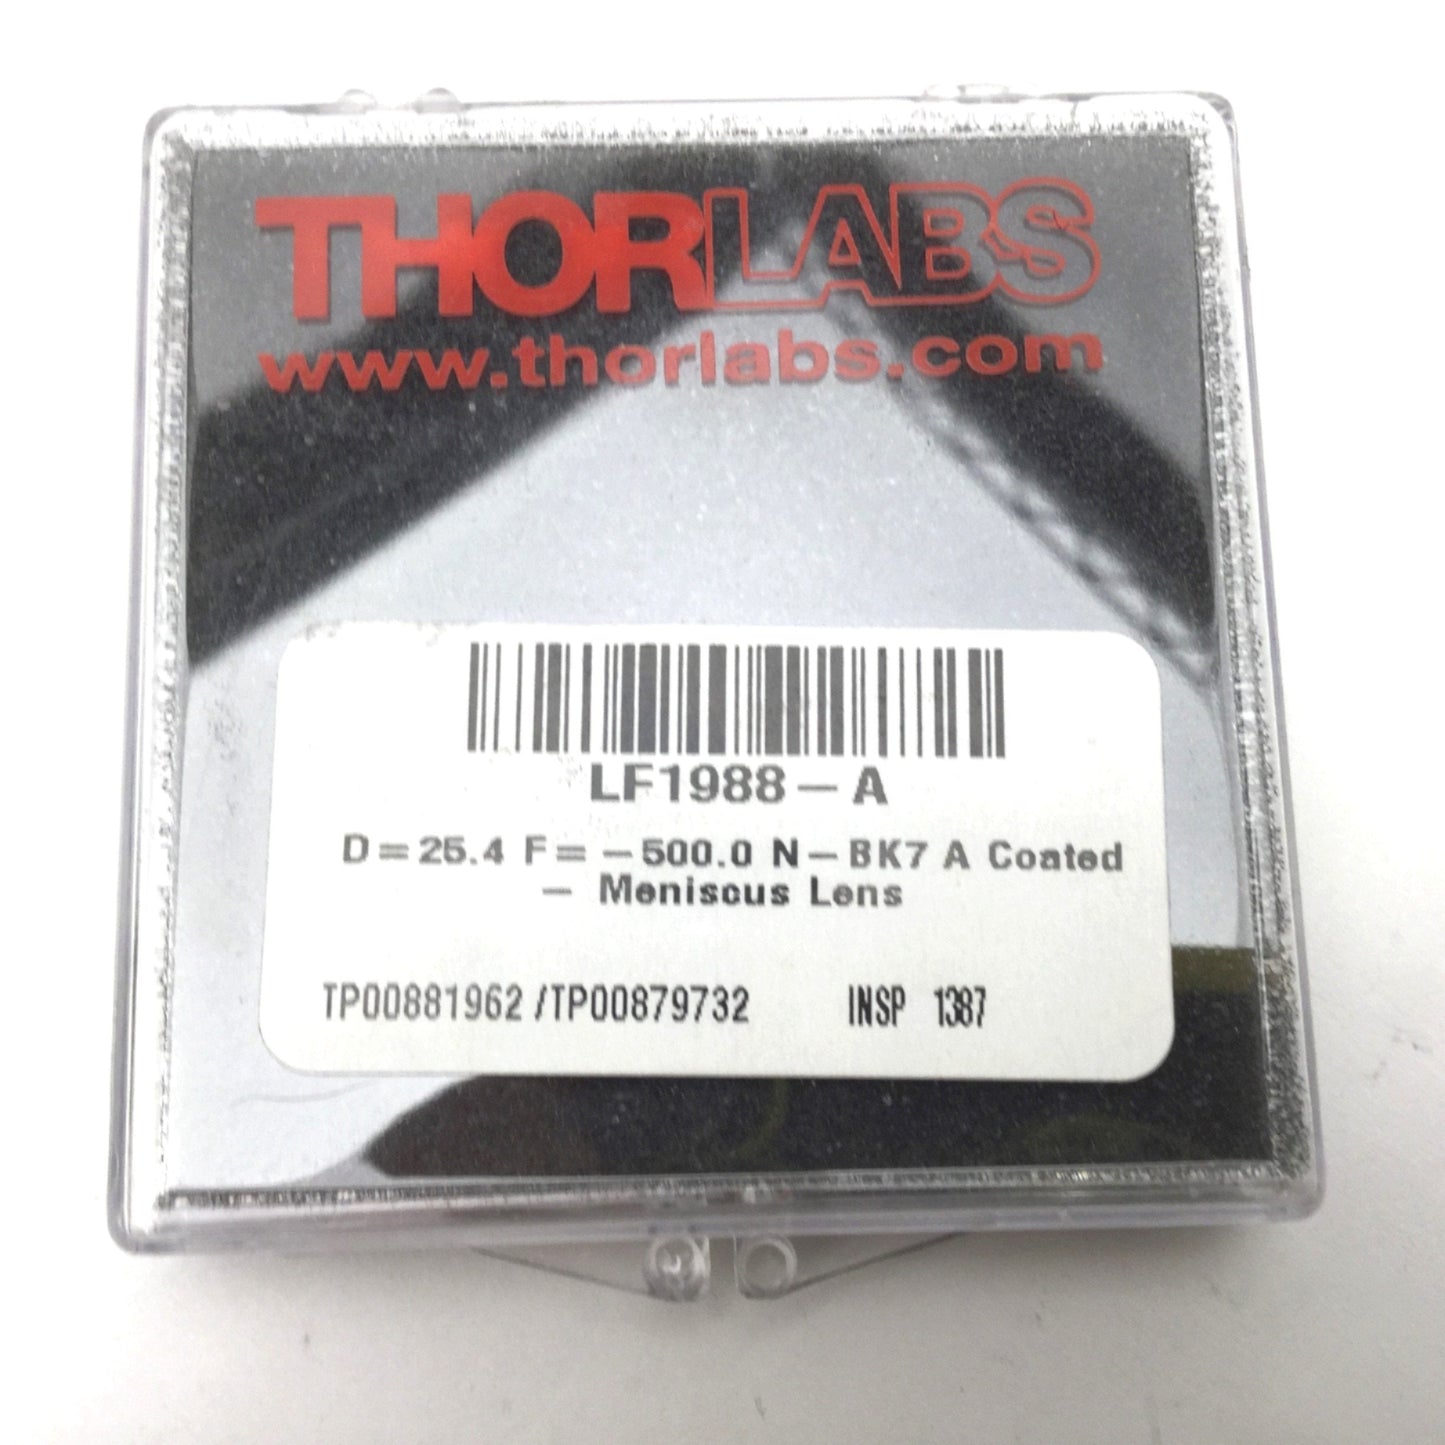 THORLABS
www.thorlabs.com
LF1988-A
D=25.4 F= -500.0 N-BK7 A Coated
- Meniscus Lens
TP00881962 /TP00879732 INSP 1387